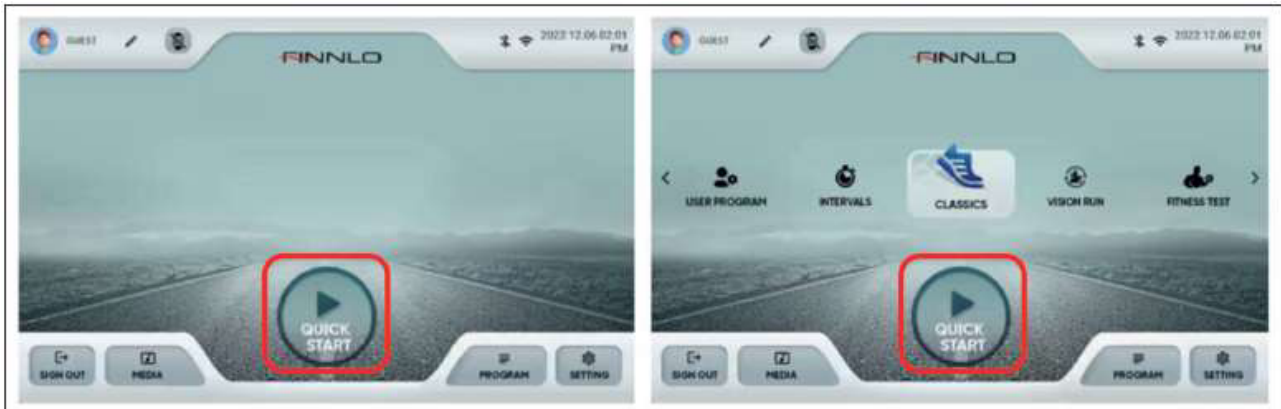 GUEST
FINNLO
2022 12.06 02:01
PM
QUICK
START
SIGN OUT
MEDIA
PROGRAM
SETTING
GUEST
FINNLO
2022 12.06 02:01
PM
USER PROGRAM
INTERVALS
CLASSICS
VISION RUN
FITNESS TEST
QUICK
START
SIGN OUT
MEDIA
PROGRAM
SETTING